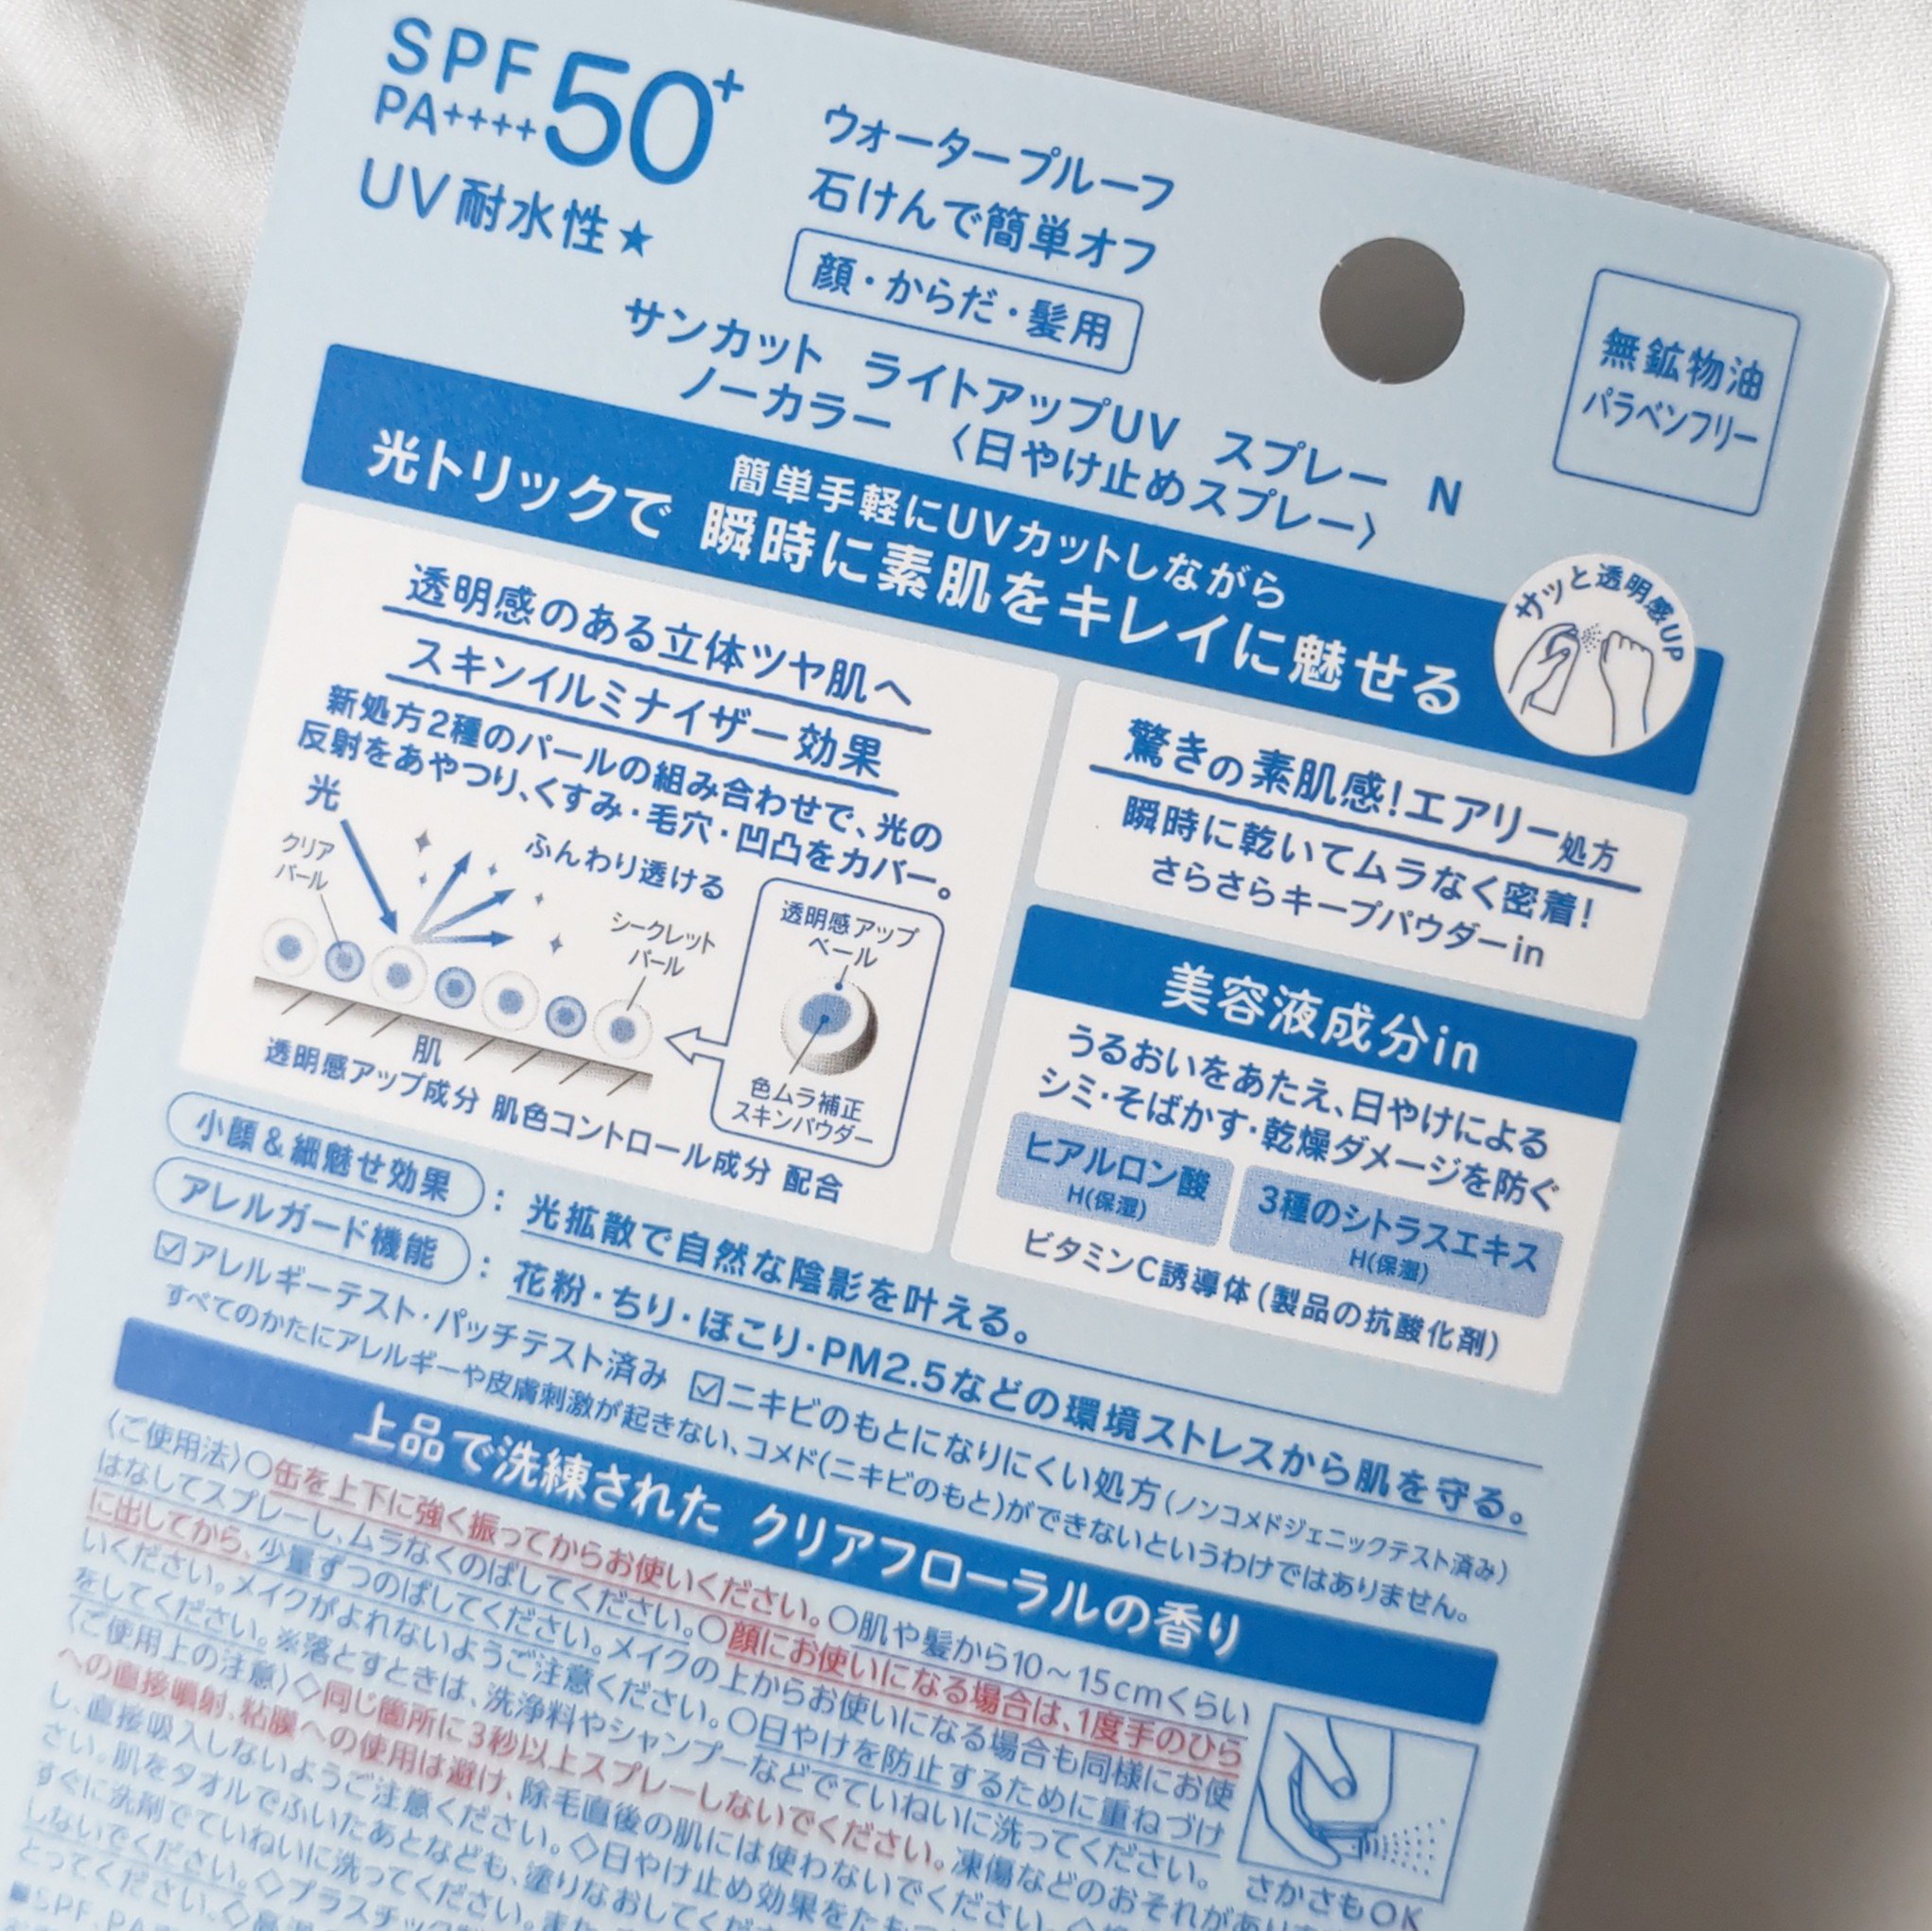 SPF50+
PA++++
UV耐水性★
ウォータープルーフ
石けんで簡単オフ
顔・からだ・髪用
無鉱物油
パラベンフリー
サンカット ライトアップUV スプレー N
ノーカラー 〈日やけ止めスプレー〉
簡単手軽にUVカットしながら
光トリックで 瞬時に素肌をキレイに魅せる
サッと透明感UP
透明感のある立体ツヤ肌へ
スキンイルミナイザー効果
新処方2種のパールの組み合わせで、光の
反射をあやつり、くすみ・毛穴・凹凸をカバー。
光
クリア
パール
ふんわり透ける
シークレット
パール
透明感アップ
ベール
色ムラ補正
スキンパウダー
肌
透明感アップ成分 肌色コントロール成分 配合
驚きの素肌感!エアリー処方
瞬時に乾いてムラなく密着!
さらさらキープパウダーin
美容液成分in
うるおいをあたえ、日やけによる
シミ・そばかす・乾燥ダメージを防ぐ
ヒアルロン酸
H(保湿)
3種のシトラスエキス
H(保湿)
ビタミンC誘導体(製品の抗酸化剤)
小顔&細魅せ効果 : 光拡散で自然な陰影を叶える。
アレルガード機能 : 花粉・ちり・ほこり・PM2.5などの環境ストレスから肌を守る。
☑アレルギーテスト・パッチテスト済み ☑ニキビのもとになりにくい処方(ノンコメドジェニックテスト済み)
すべてのかたにアレルギーや皮膚刺激が起きない、コメド(ニキビのもと)ができないというわけではありません。
上品で洗練された クリアフローラルの香り
〈ご使用法〉○缶を上下に強く振ってからお使いください。○肌や髪から10～15cmくらい
はなしてスプレーし、ムラなくのばしてください。○顔にお使いになる場合は、1度手のひら
に出してから、少量ずつのばしてください。メイクの上からお使いになる場合も同様にお使
いください。メイクがよれないようご注意ください。○日やけを防止するために重ねづけ
をしてください。※落とすときは、洗浄料やシャンプーなどでていねいに洗ってください。
さかさもOK
〈ご使用上の注意〉◇同じ箇所に3秒以上スプレーしないでください。凍傷などのおそれがあり
への直接噴射、粘膜への使用は避け、除毛直後の肌には使わないでください。
し、直接吸入しないようご注意ください。◇日やけ止め効果を
さい。肌をタオルでふいたあとなども、塗りなおしてく
すぐに洗剤でていねいに洗ってください。また
しないでください。◇プラスチック
とってください。◇
■SPF、PA